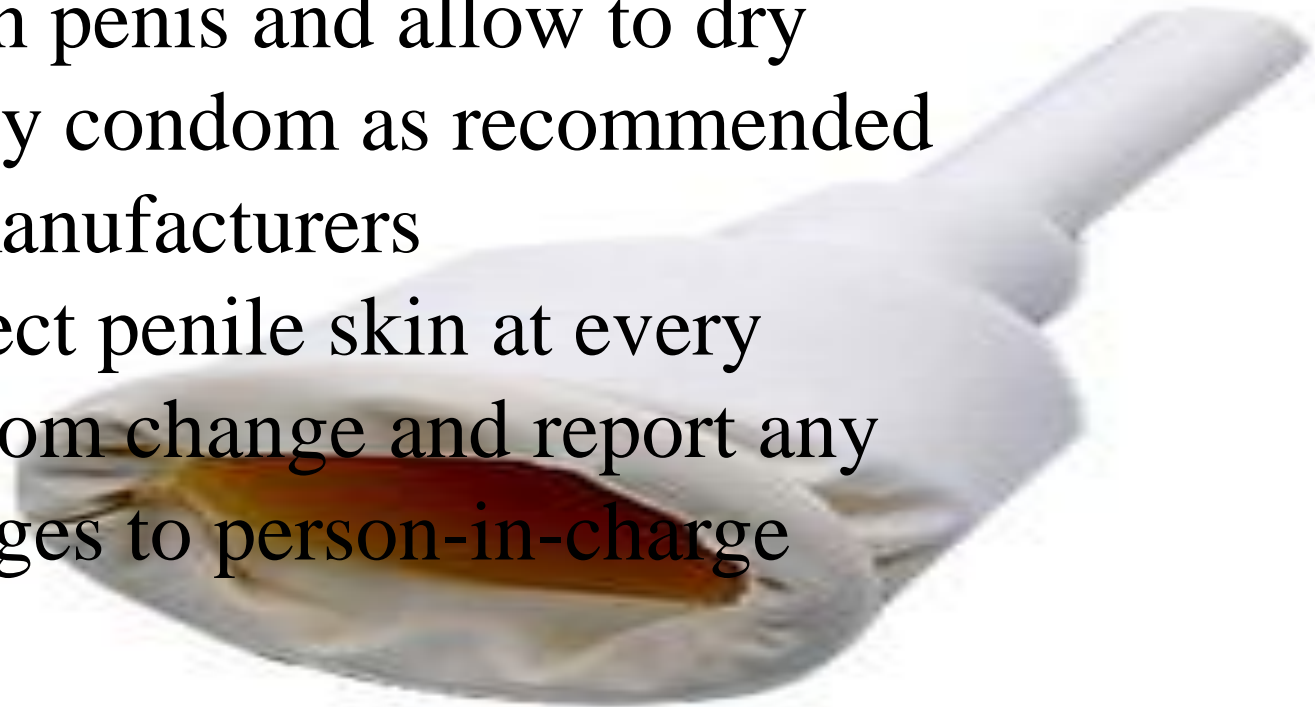 n penis and allow to dry
y condom as recommended
anufacturers
ect penile skin at every
om change and report any
ges to person-in-charge